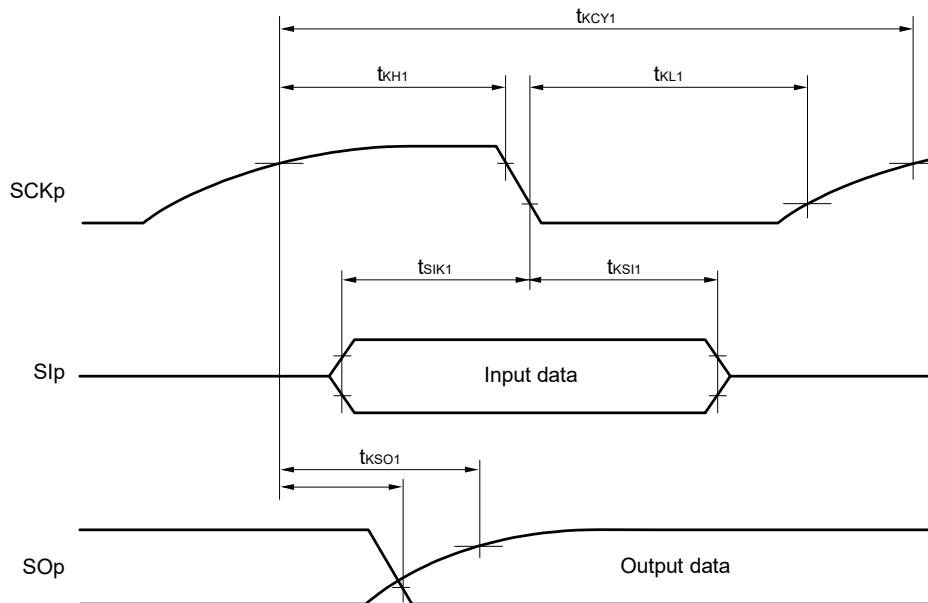 tKCY1
tKH1
tKL1
SCKp
tSIK1
tKSI1
SIp
Input data
tKSO1
SOp
Output data